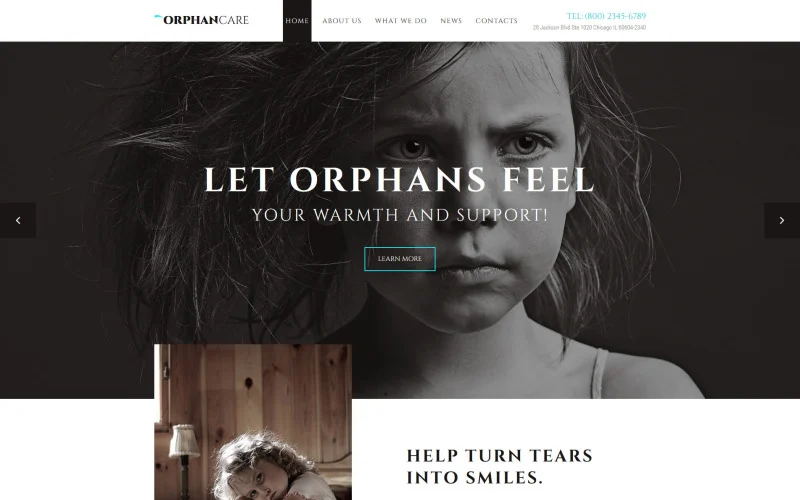 ORPHANCARE
HOME
ABOUT US
WHAT WE DO
NEWS
CONTACTS
TEL: (800) 2345-6789
28 Jackson Blvd Ste 1020 Chicago IL 60604-2340
LET ORPHANS FEEL
YOUR WARMTH AND SUPPORT!
LEARN MORE
HELP TURN TEARS
INTO SMILES.